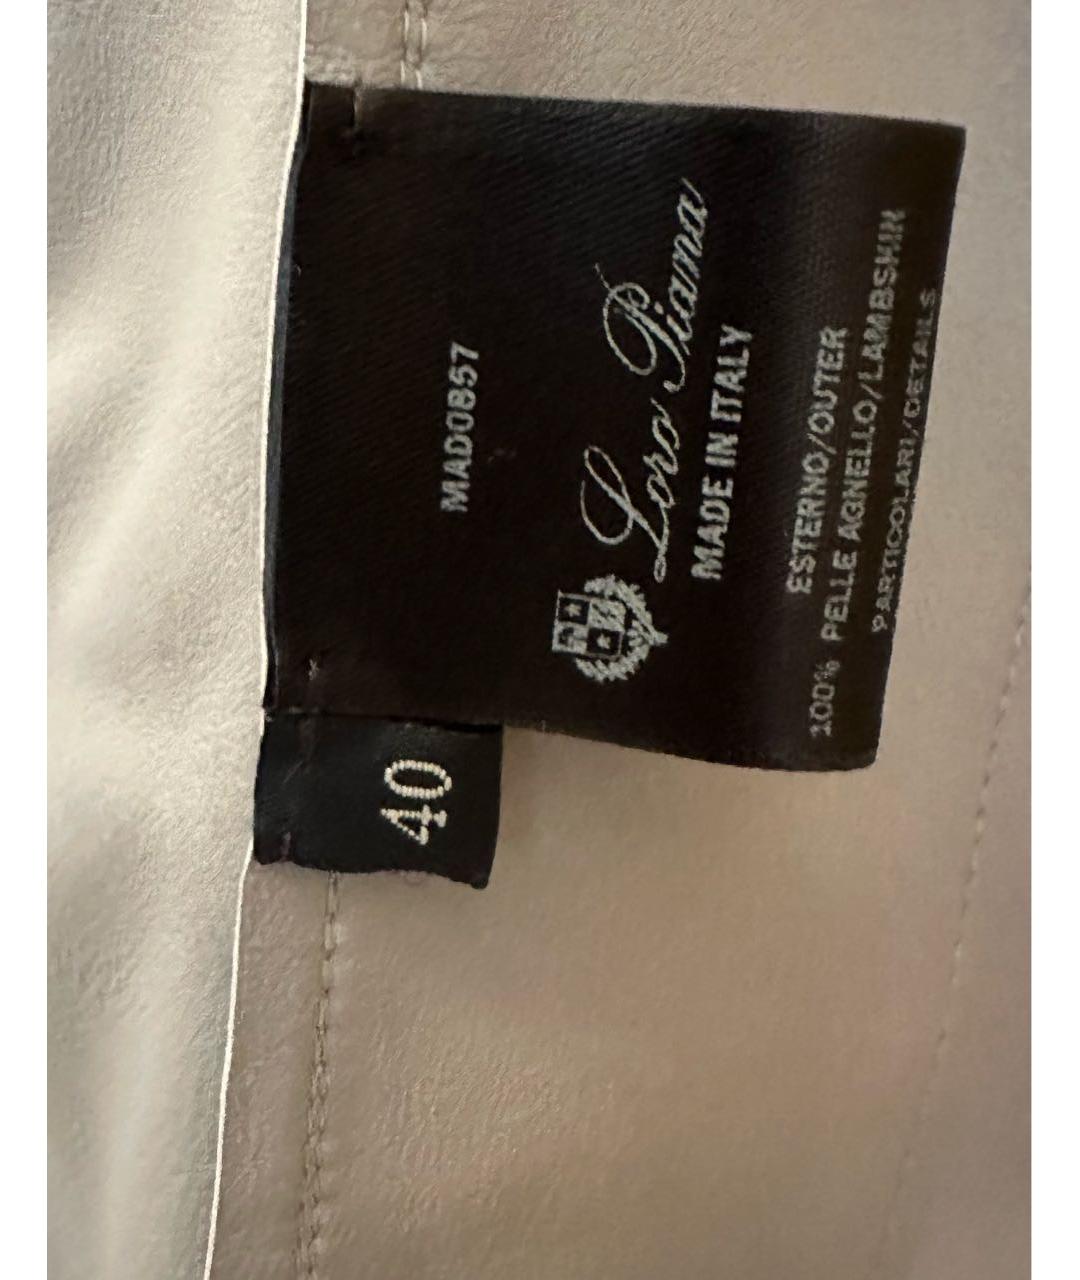 MAD0857
Loro Piana
MADE IN ITALY
ESTERNO/OUTER
100% PELLE AGNELLO/LAMBSKIN
PARTICOLARI/DETAILS
40